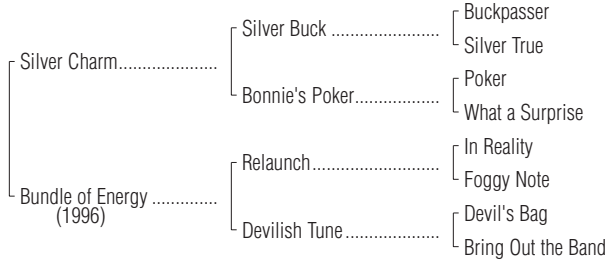 Buckpasser
Silver Buck ......................
Silver True
Silver Charm.....................
Poker
Bonnie's Poker..................
What a Surprise
In Reality
Relaunch...........................
Foggy Note
Bundle of Energy ..............
(1996)
Devil's Bag
Devilish Tune ....................
Bring Out the Band